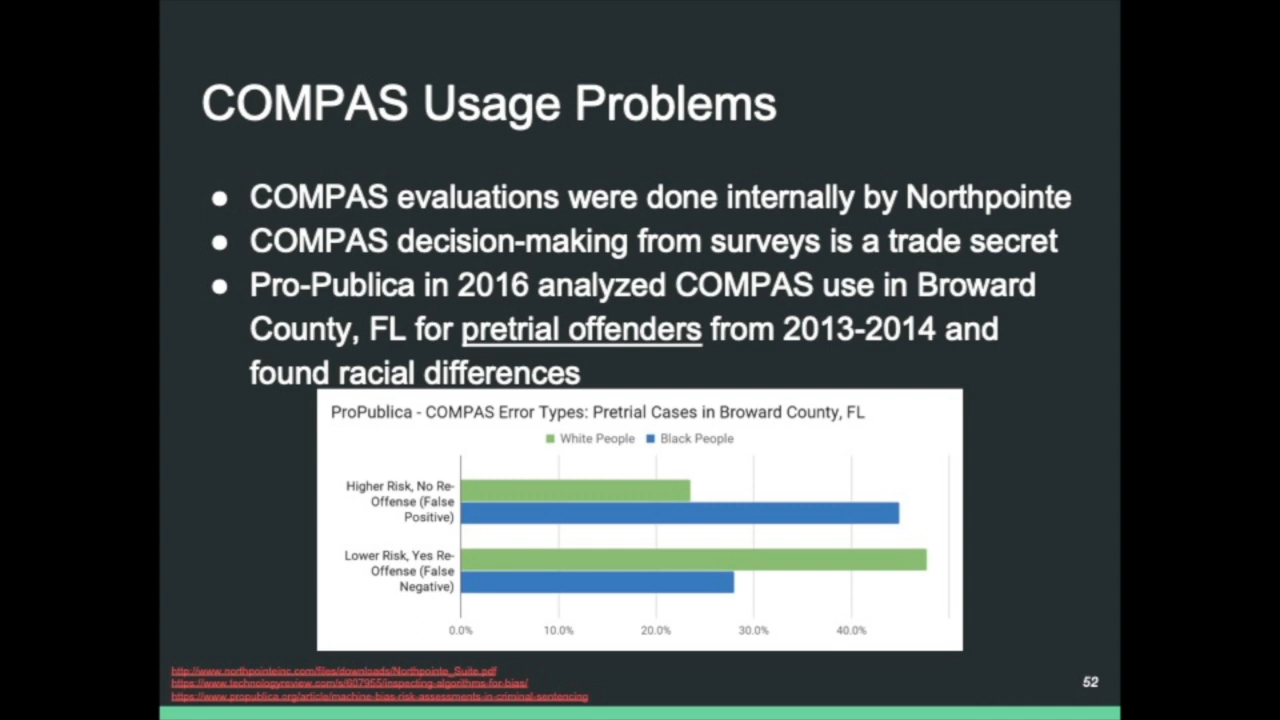 COMPAS Usage Problems
● COMPAS evaluations were done internally by Northpointe
● COMPAS decision-making from surveys is a trade secret
● Pro-Publica in 2016 analyzed COMPAS use in Broward
County, FL for pretrial offenders from 2013-2014 and
found racial differences
ProPublica - COMPAS Error Types: Pretrial Cases in Broward County, FL
White People Black People
Higher Risk, No Re-
Offense (False
Positive)
Lower Risk, Yes Re-
Offense (False
Negative)
0.0% 10.0% 20.0% 30.0% 40.0%
http://www.northpointeinc.com/files/downloads/Northpointe_Suite.pdf
https://www.technologyreview.com/s/607955/inspecting-algorithms-for-bias/
https://www.propublica.org/article/machine-bias-risk-assessments-in-criminal-sentencing
52